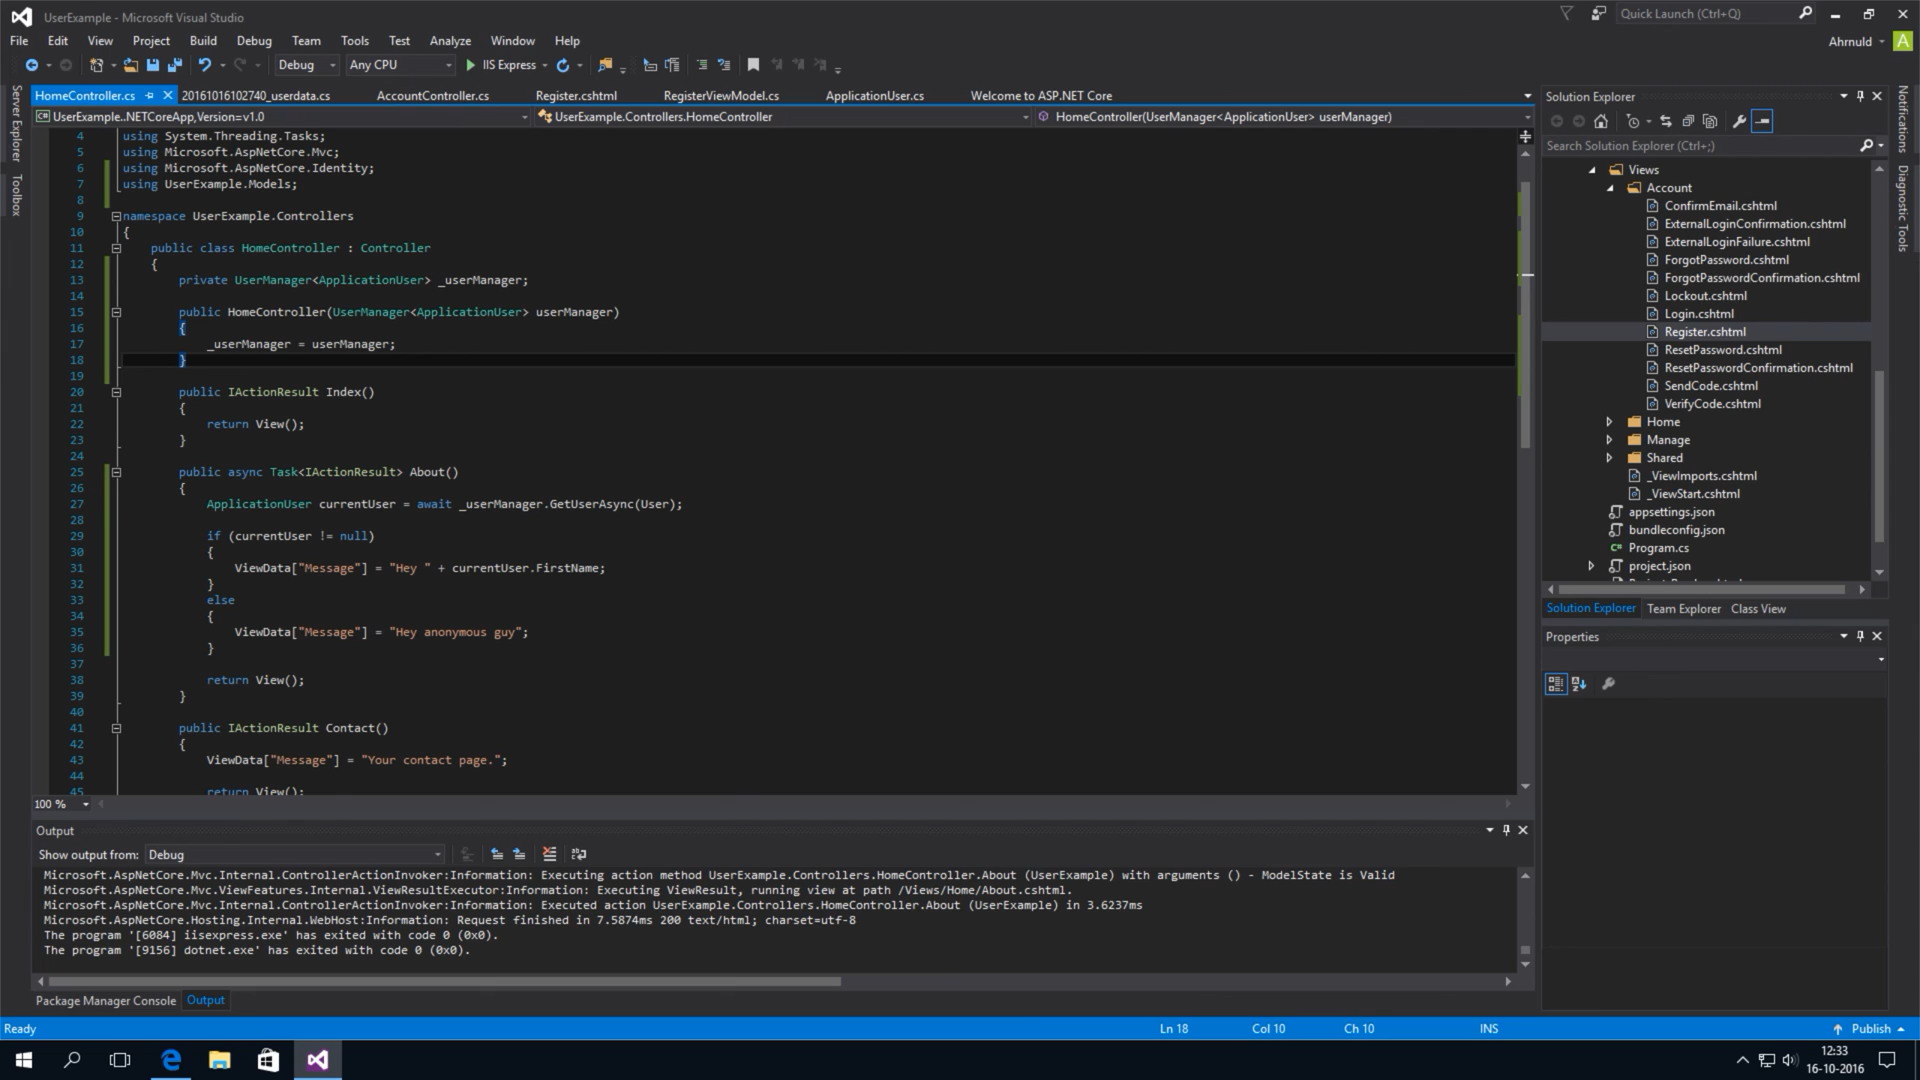 UserExample - Microsoft Visual Studio
Quick Launch (Ctrl+Q)
File Edit View Project Build Debug Team Tools Test Analyze Window Help
Ahrnuld
A
Debug Any CPU IIS Express
Server Explorer
Toolbox
HomeController.cs 20161016102740_userdata.cs AccountController.cs Register.cshtml RegisterViewModel.cs ApplicationUser.cs Welcome to ASP.NET Core
UserExample..NETCoreApp,Version=v1.0 UserExample.Controllers.HomeController HomeController(UserManager<ApplicationUser> userManager)
4 using System.Threading.Tasks;
5 using Microsoft.AspNetCore.Mvc;
6 using Microsoft.AspNetCore.Identity;
7 using UserExample.Models;
8
9 namespace UserExample.Controllers
10 {
11 public class HomeController : Controller
12 {
13 private UserManager<ApplicationUser> _userManager;
14
15 public HomeController(UserManager<ApplicationUser> userManager)
16 {
17 _userManager = userManager;
18 }
19
20 public IActionResult Index()
21 {
22 return View();
23 }
24
25 public async Task<IActionResult> About()
26 {
27 ApplicationUser currentUser = await _userManager.GetUserAsync(User);
28
29 if (currentUser != null)
30 {
31 ViewData["Message"] = "Hey " + currentUser.FirstName;
32 }
33 else
34 {
35 ViewData["Message"] = "Hey anonymous guy";
36 }
37
38 return View();
39 }
40
41 public IActionResult Contact()
42 {
43 ViewData["Message"] = "Your contact page.";
44
45 return View();
100 %
Output
Show output from: Debug
Microsoft.AspNetCore.Mvc.Internal.ControllerActionInvoker:Information: Executing action method UserExample.Controllers.HomeController.About (UserExample) with arguments () - ModelState is Valid
Microsoft.AspNetCore.Mvc.ViewFeatures.Internal.ViewResultExecutor:Information: Executing ViewResult, running view at path /Views/Home/About.cshtml.
Microsoft.AspNetCore.Mvc.Internal.ControllerActionInvoker:Information: Executed action UserExample.Controllers.HomeController.About (UserExample) in 3.6237ms
Microsoft.AspNetCore.Hosting.Internal.WebHost:Information: Request finished in 7.5874ms 200 text/html; charset=utf-8
The program '[6084] iisexpress.exe' has exited with code 0 (0x0).
The program '[9156] dotnet.exe' has exited with code 0 (0x0).
Package Manager Console Output
Solution Explorer
Search Solution Explorer (Ctrl+;)
Views
Account
ConfirmEmail.cshtml
ExternalLoginConfirmation.cshtml
ExternalLoginFailure.cshtml
ForgotPassword.cshtml
ForgotPasswordConfirmation.cshtml
Lockout.cshtml
Login.cshtml
Register.cshtml
ResetPassword.cshtml
ResetPasswordConfirmation.cshtml
SendCode.cshtml
VerifyCode.cshtml
Home
Manage
Shared
_ViewImports.cshtml
_ViewStart.cshtml
appsettings.json
bundleconfig.json
Program.cs
project.json
Solution Explorer Team Explorer Class View
Properties
Notifications
Diagnostic Tools
Ready Ln 18 Col 10 Ch 10 INS Publish
12:33
16-10-2016